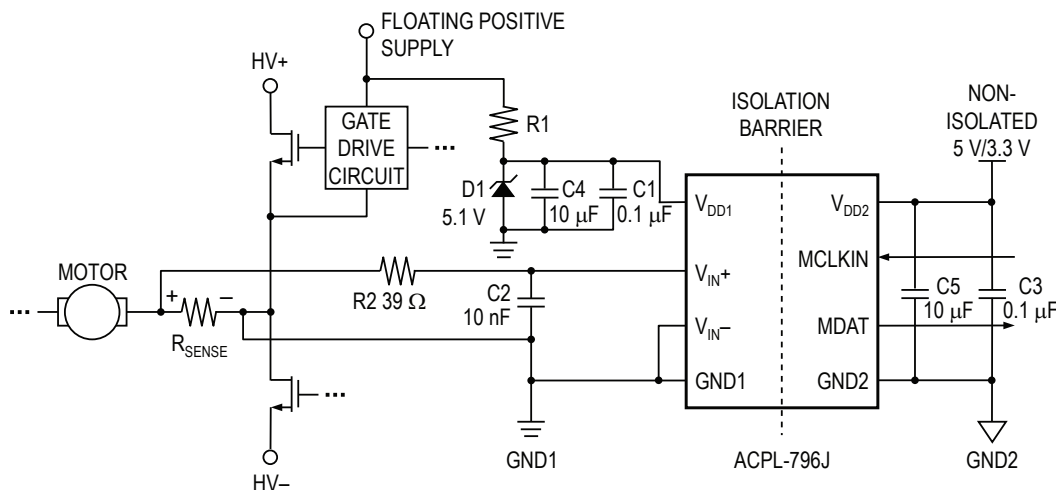 FLOATING POSITIVE
SUPPLY
HV+
GATE
DRIVE
CIRCUIT
...
R1
D1
5.1 V
C4
10 μF
C1
0.1 μF
ISOLATION
BARRIER
NON-
ISOLATED
5 V/3.3 V
VDD1
VDD2
MCLKIN
VIN+
VIN–
MDAT
GND1
GND2
C5
10 μF
C3
0.1 μF
MOTOR
...
+
–
RSENSE
R2 39 Ω
C2
10 nF
...
HV–
GND1
ACPL-796J
GND2